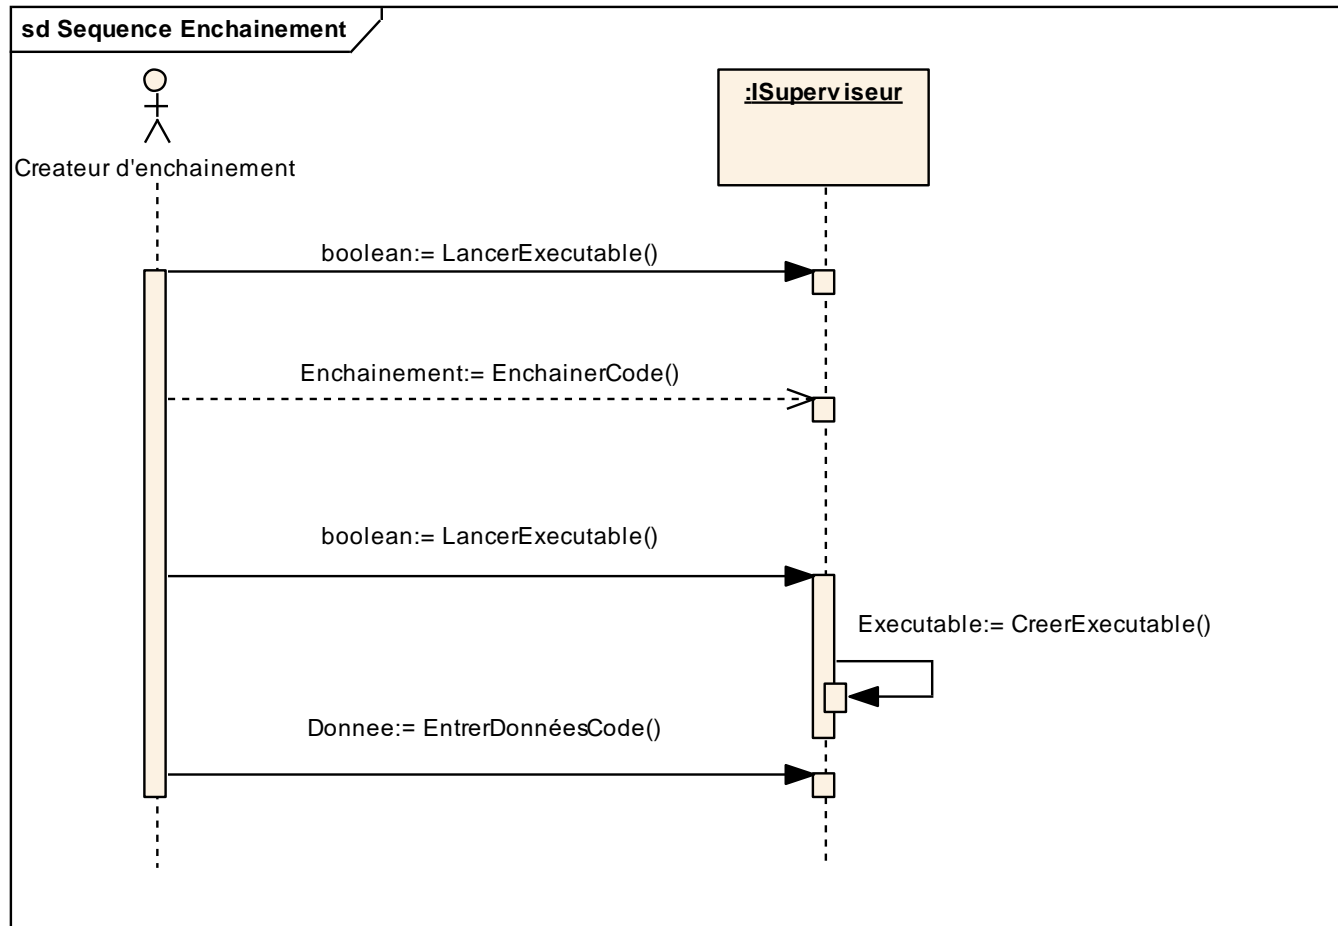 sd Sequence Enchainement
:ISuperviseur
Createur d'enchainement
boolean:= LancerExecutable()
Enchainement:= EnchainerCode()
boolean:= LancerExecutable()
Executable:= CreerExecutable()
Donnee:= EntrerDonnéesCode()